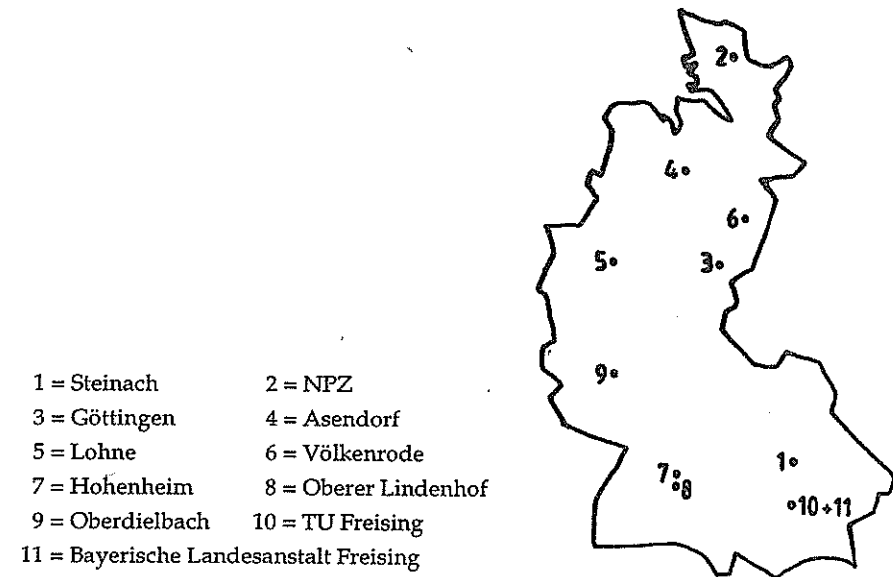 1 = Steinach 2 = NPZ
3 = Göttingen 4 = Asendorf
5 = Lohne 6 = Völkenrode
7 = Hohenheim 8 = Oberer Lindenhof
9 = Oberdielbach 10 = TU Freising
11 = Bayerische Landesanstalt Freising
2
4
6
5
3
9
1
7
8
10+11